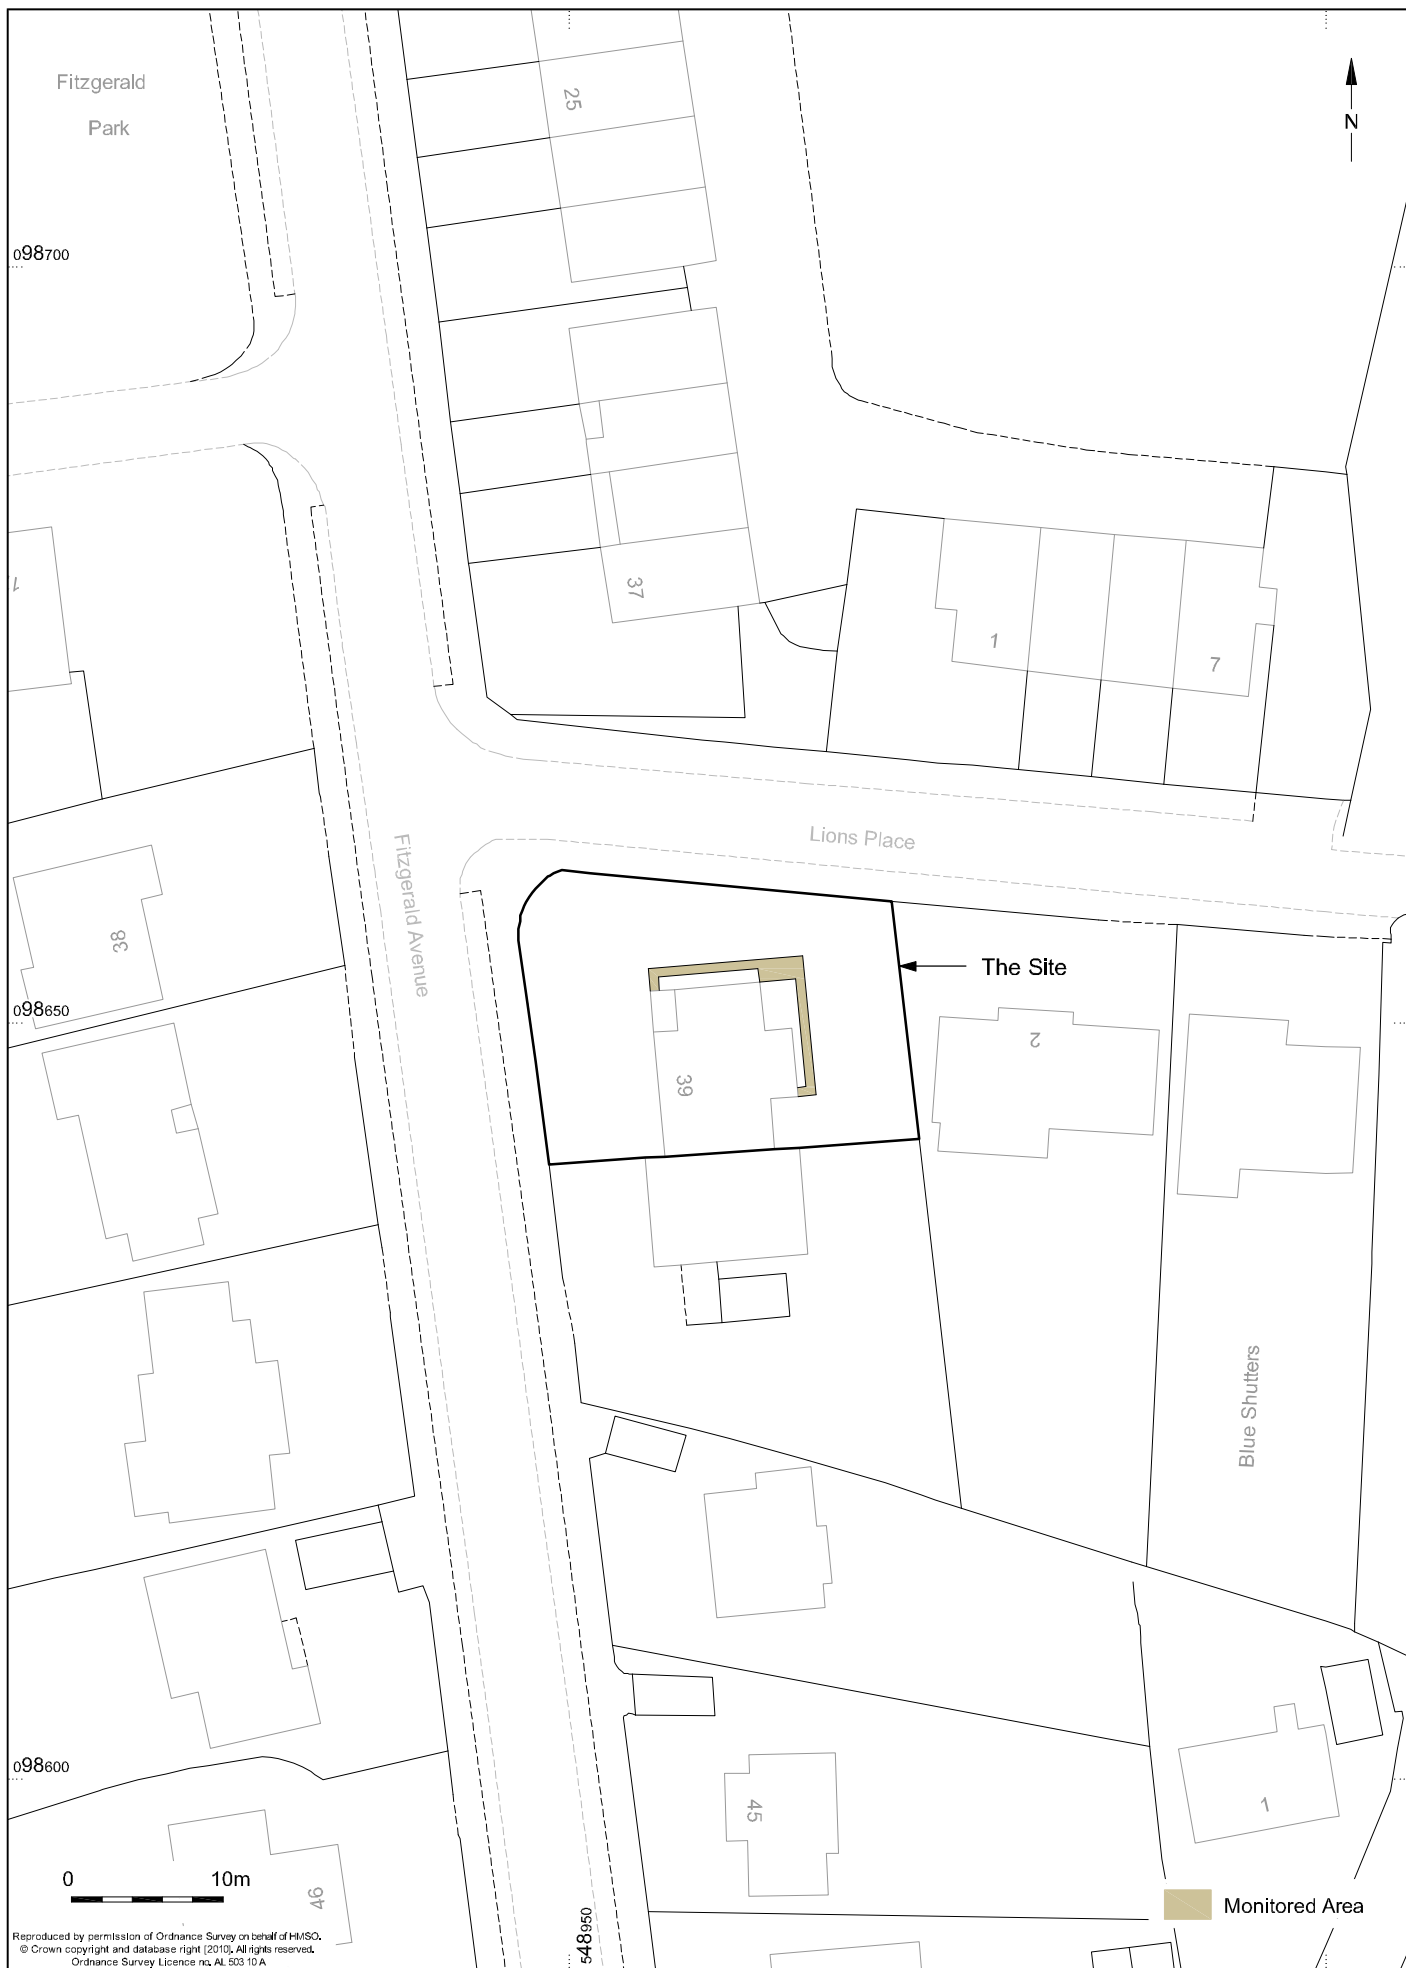 Fitzgerald
Park
25
N
098700
37
1
7
Lions Place
Fitzgerald Avenue
38
The Site
098650
2
39
Blue Shutters
098600
45
1
0 10m
46
548950
Monitored Area
Reproduced by permission of Ordnance Survey on behalf of HMSO.
© Crown copyright and database right [2010]. All rights reserved.
Ordnance Survey Licence no. AL 503 10 A